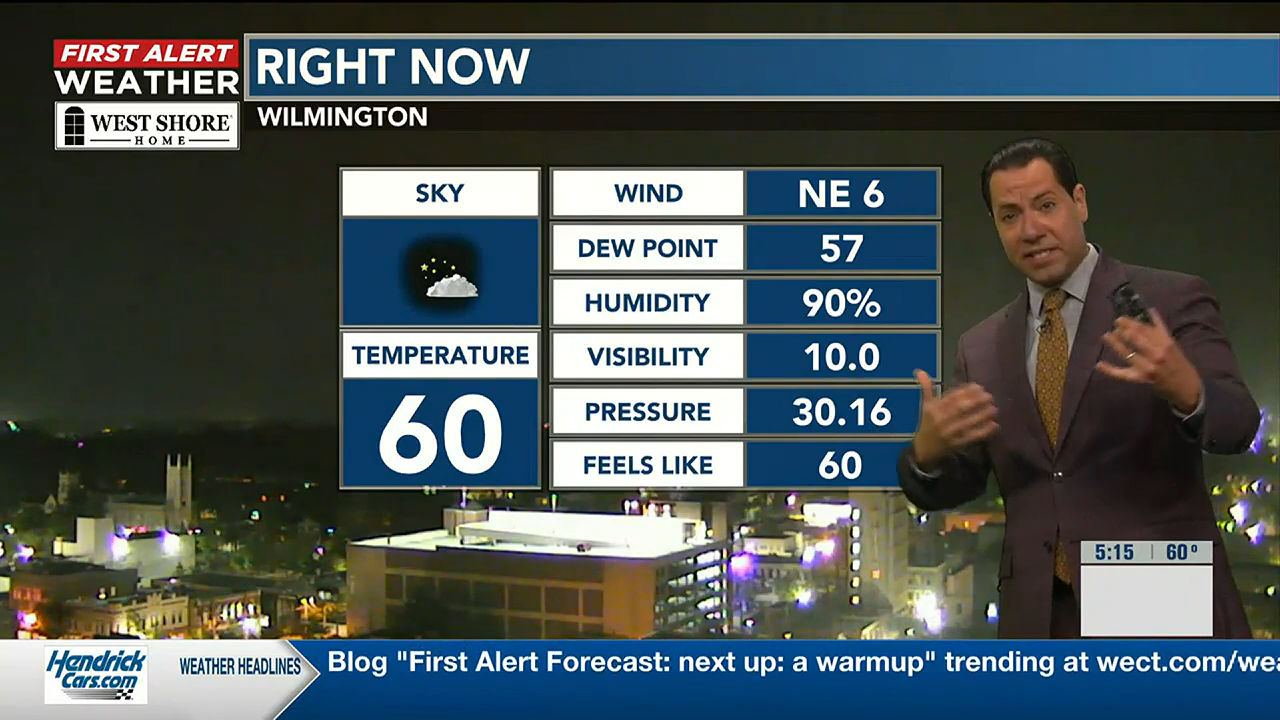 FIRST ALERT
WEATHER
WEST SHORE
HOME
RIGHT NOW
WILMINGTON
SKY
TEMPERATURE
60
WIND NE 6
DEW POINT 57
HUMIDITY 90%
VISIBILITY 10.0
PRESSURE 30.16
FEELS LIKE 60
5:15 | 60°
Hendrick
Cars.com
WEATHER HEADLINES
Blog "First Alert Forecast: next up: a warmup" trending at wect.com/wea